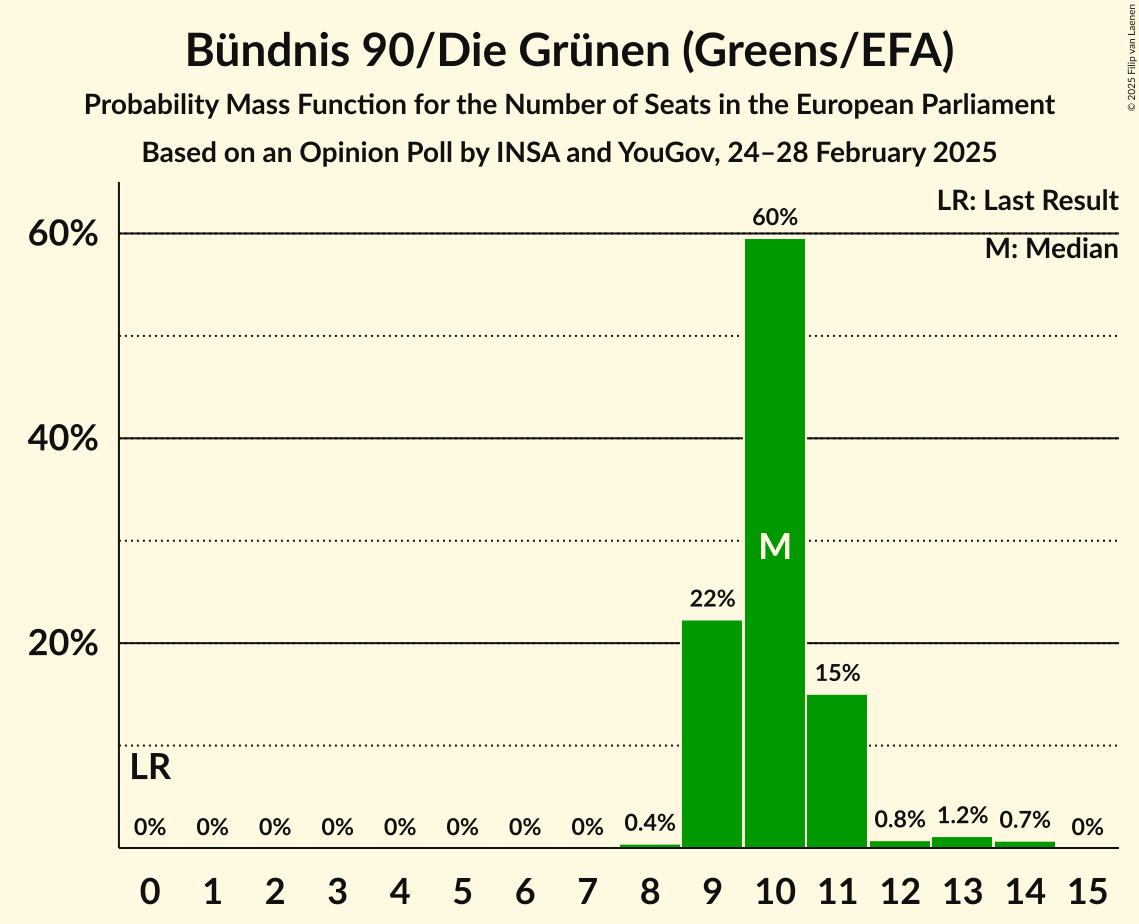 Bündnis 90/Die Grünen (Greens/EFA)
Probability Mass Function for the Number of Seats in the European Parliament
Based on an Opinion Poll by INSA and YouGov, 24–28 February 2025
© 2025 Filip van Laenen
LR: Last Result
M: Median
60%
40%
20%
60%
M
22%
15%
LR
0% 0% 0% 0% 0% 0% 0% 0% 0.4% 0.8% 1.2% 0.7% 0%
0 1 2 3 4 5 6 7 8 9 10 11 12 13 14 15